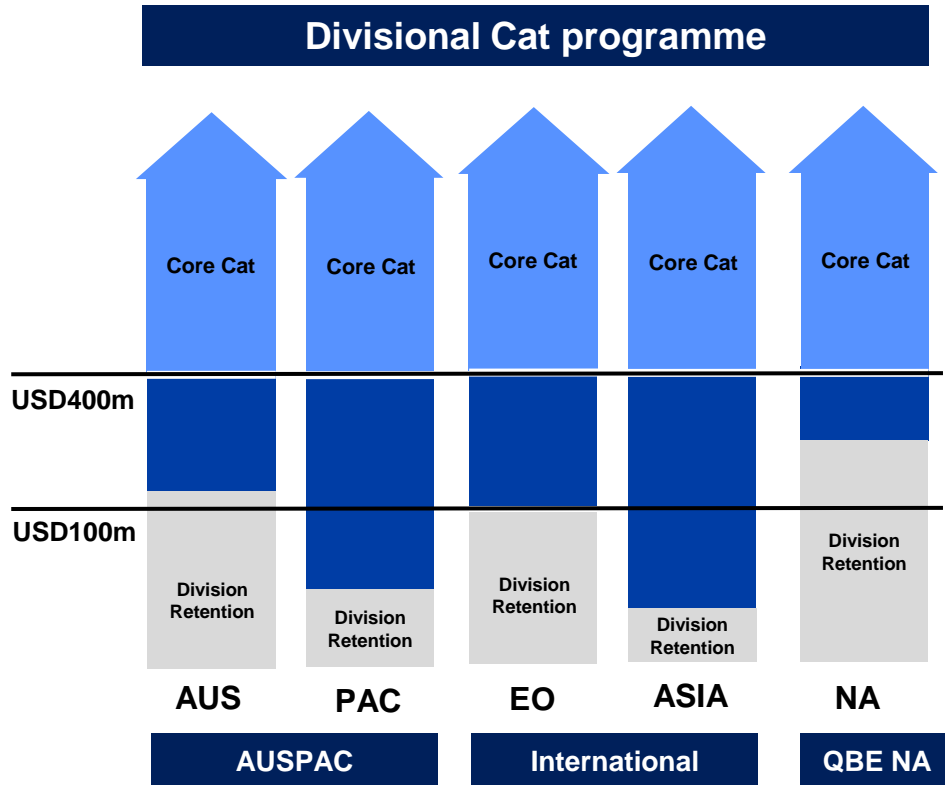 Divisional Cat programme
Core Cat
Core Cat
Core Cat
Core Cat
Core Cat
USD400m
USD100m
Division
Retention
Division
Retention
Division
Retention
Division
Retention
Division
Retention
AUS
PAC
EO
ASIA
NA
AUSPAC
International
QBE NA